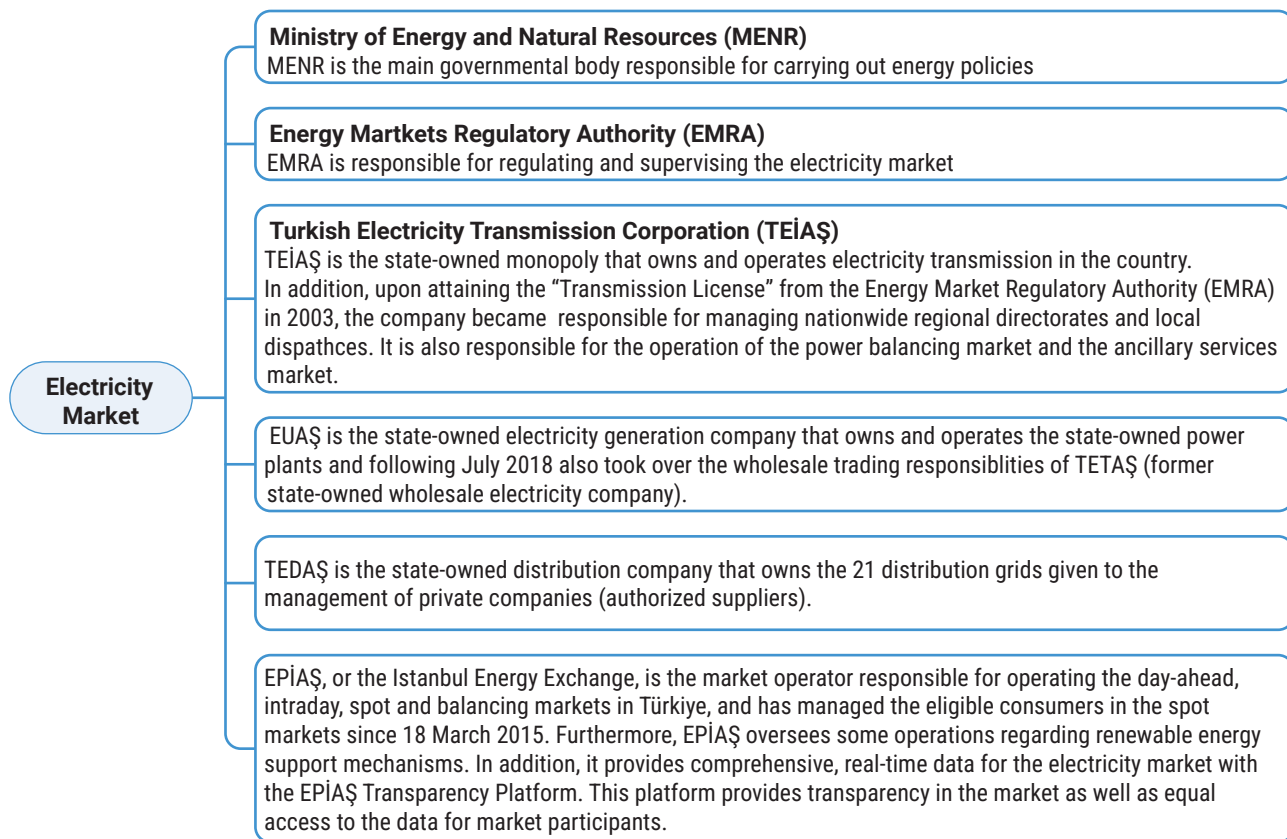 Ministry of Energy and Natural Resources (MENR)
MENR is the main governmental body responsible for carrying out energy policies
Energy Martkets Regulatory Authority (EMRA)
EMRA is responsible for regulating and supervising the electricity market
Turkish Electricity Transmission Corporation (TEİAŞ)
TEİAŞ is the state-owned monopoly that owns and operates electricity transmission in the country.
In addition, upon attaining the “Transmission License” from the Energy Market Regulatory Authority (EMRA)
in 2003, the company became responsible for managing nationwide regional directorates and local
dispathces. It is also responsible for the operation of the power balancing market and the ancillary services
market.
Electricity
Market
EUAŞ is the state-owned electricity generation company that owns and operates the state-owned power
plants and following July 2018 also took over the wholesale trading responsiblities of TETAŞ (former
state-owned wholesale electricity company).
TEDAŞ is the state-owned distribution company that owns the 21 distribution grids given to the
management of private companies (authorized suppliers).
EPİAŞ, or the Istanbul Energy Exchange, is the market operator responsible for operating the day-ahead,
intraday, spot and balancing markets in Türkiye, and has managed the eligible consumers in the spot
markets since 18 March 2015. Furthermore, EPİAŞ oversees some operations regarding renewable energy
support mechanisms. In addition, it provides comprehensive, real-time data for the electricity market with
the EPİAŞ Transparency Platform. This platform provides transparency in the market as well as equal
access to the data for market participants.